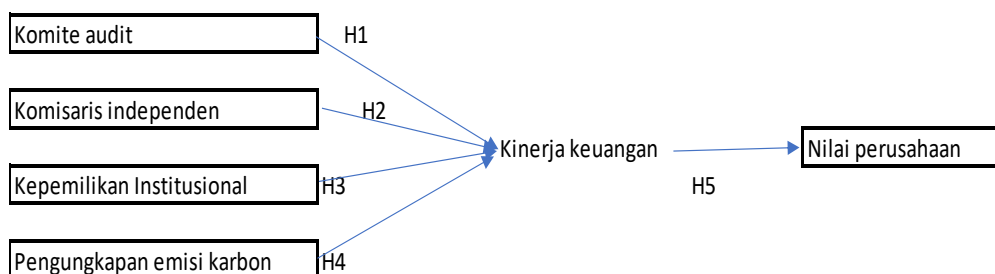 Komite audit H1
Komisaris independen H2
Kinerja keuangan Nilai perusahaan
Kepemilikan Institusional H3 H5
Pengungkapan emisi karbon H4